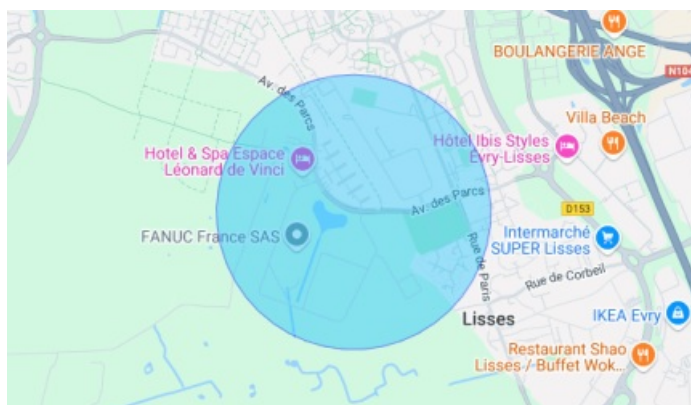 BOULANGERIE ANGE
N104
Av. des Parcs
Villa Beach
Hotel & Spa Espace
Léonard de Vinci
Hôtel Ibis Styles
Evry-Lisses
Av. des Parcs
D153
FANUC France SAS
Intermarché
SUPER Lisses
Rue de Paris
Rue de Corbeil
Lisses
IKEA Evry
Restaurant Shao
Lisses / Buffet Wok...